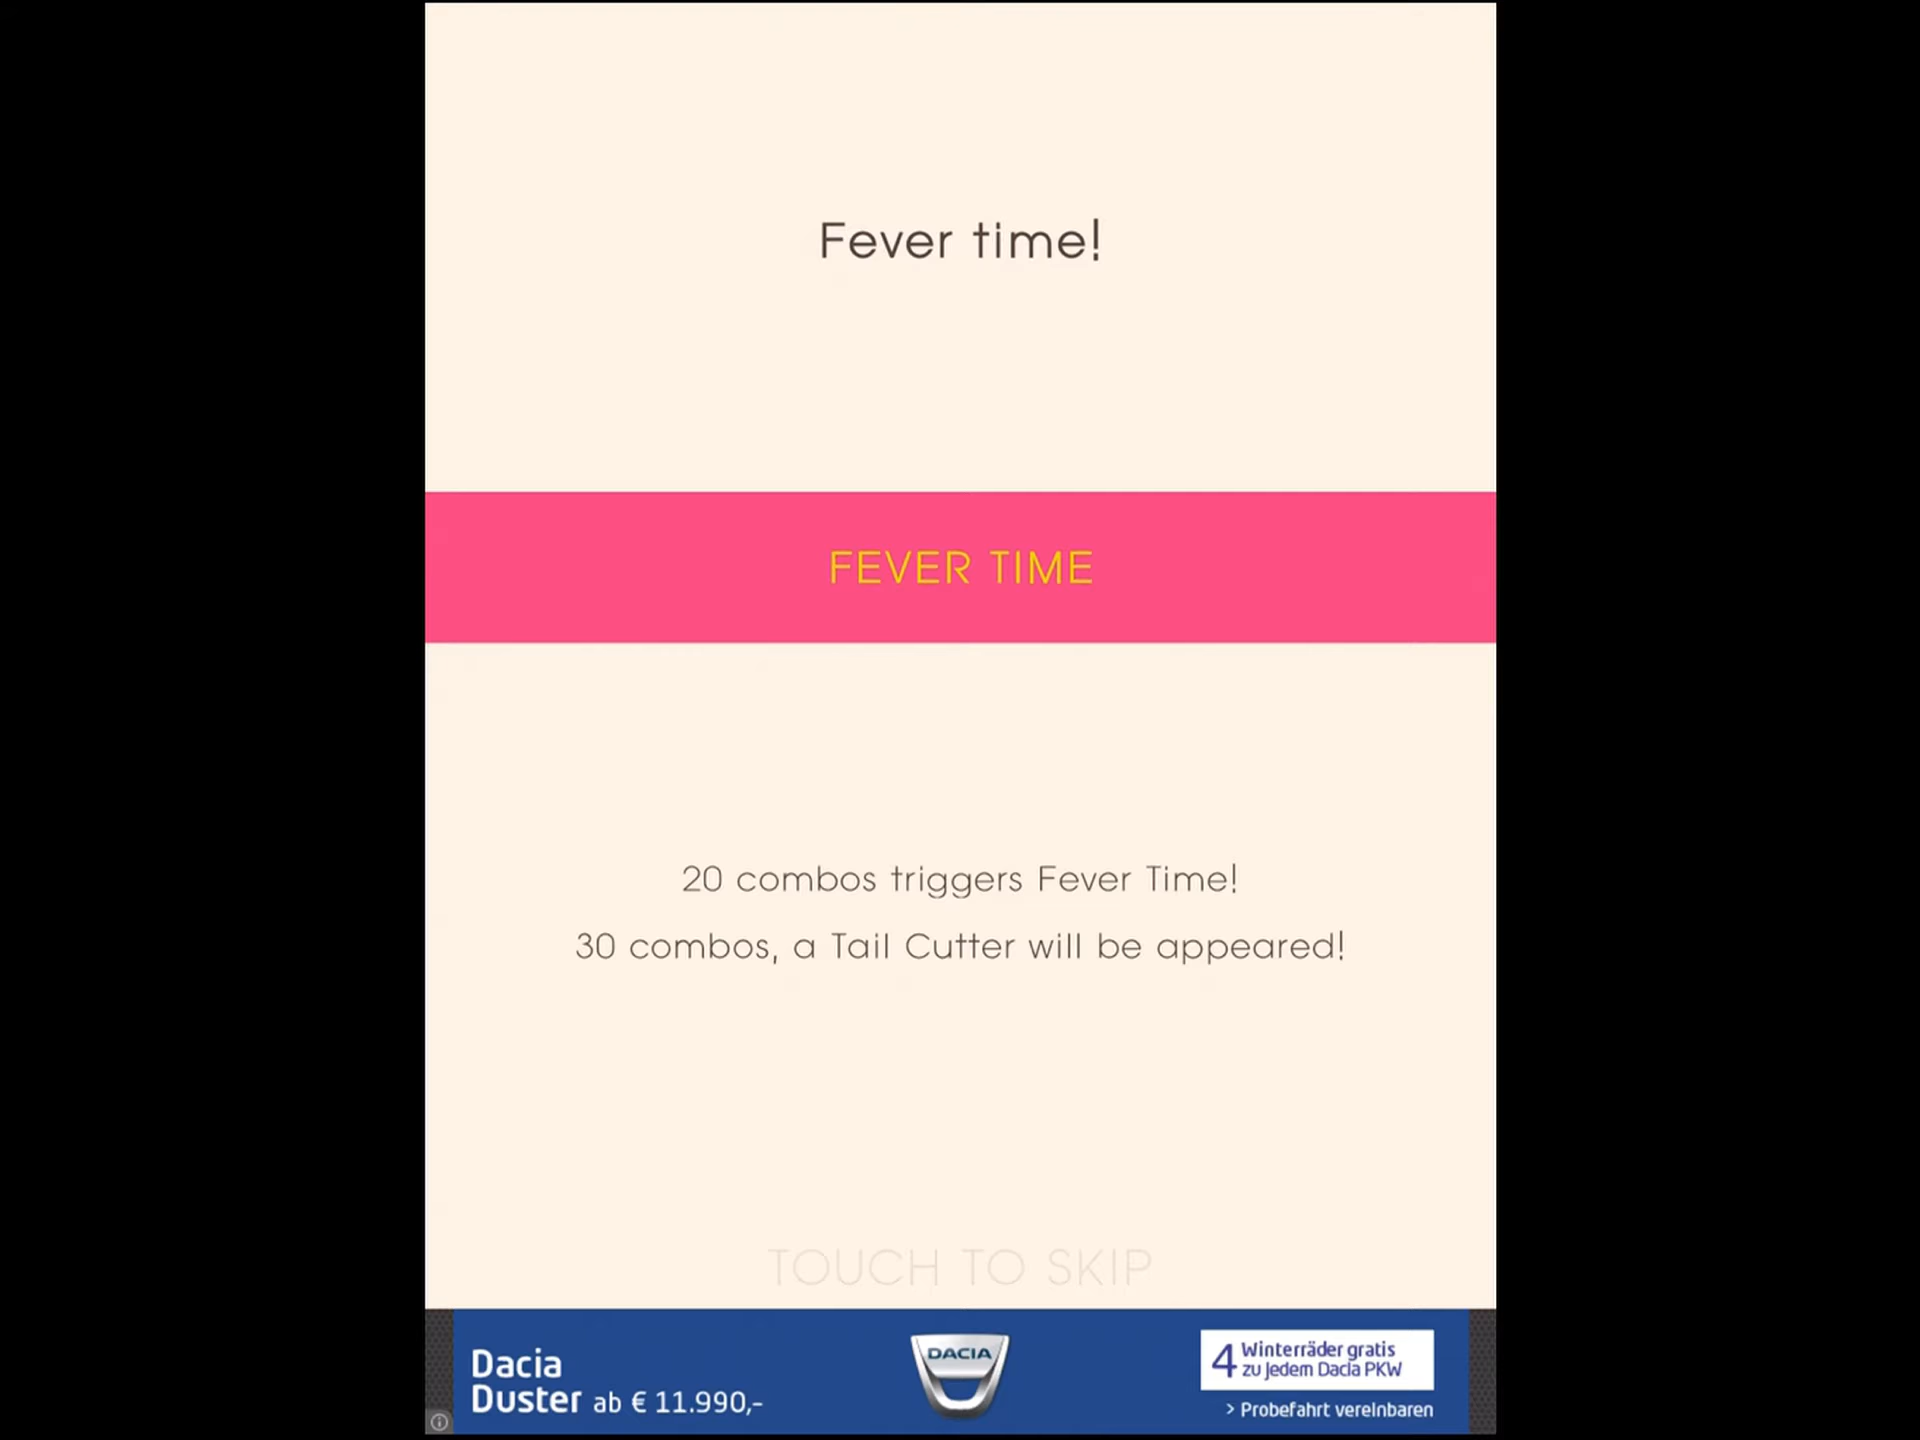 Fever time!
FEVER TIME
20 combos triggers Fever Time!
30 combos, a Tail Cutter will be appeared!
TOUCH TO SKIP
Dacia
Duster ab € 11.990,-
DACIA
4 Winterräder gratis
zu jedem Dacia PKW
> Probefahrt vereinbaren